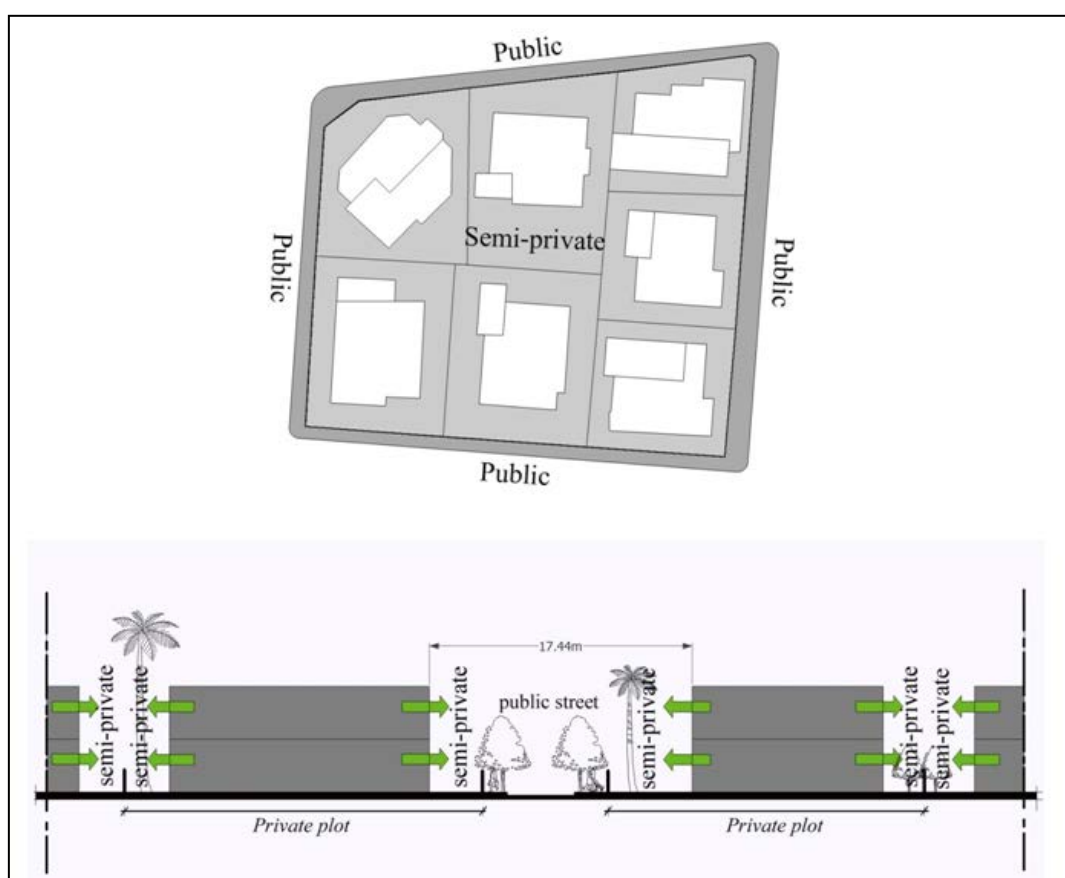 Public
Public
Semi-private
Public
Public
17.44m
semi-private
semi-private
semi-private
public street
semi-private
semi-private
semi-private
Private plot
Private plot